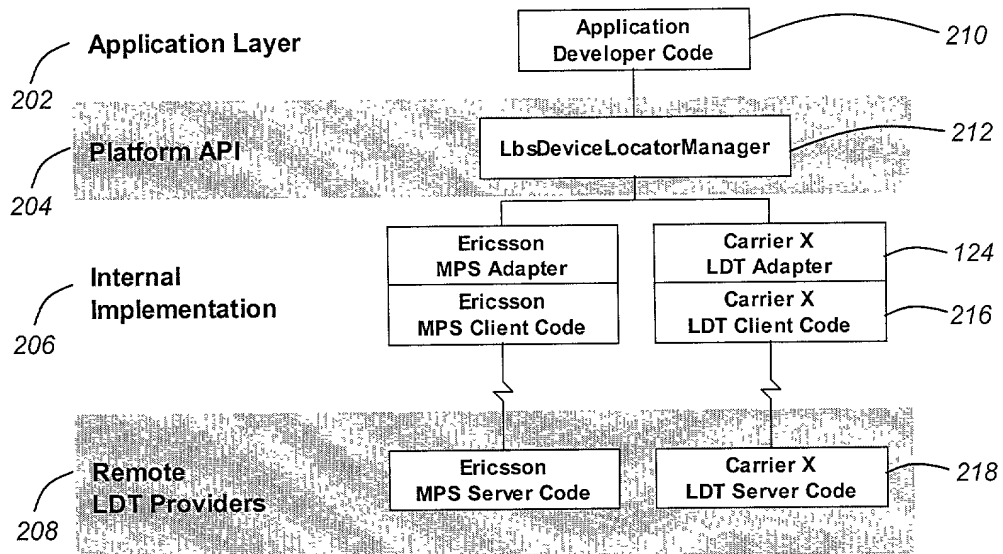 Application Layer
202
Application
Developer Code
210
Platform API
204
LbsDeviceLocatorManager
212
Internal
Implementation
206
Ericsson
MPS Adapter
Carrier X
LDT Adapter
124
Ericsson
MPS Client Code
Carrier X
LDT Client Code
216
Remote
LDT Providers
208
Ericsson
MPS Server Code
Carrier X
LDT Server Code
218